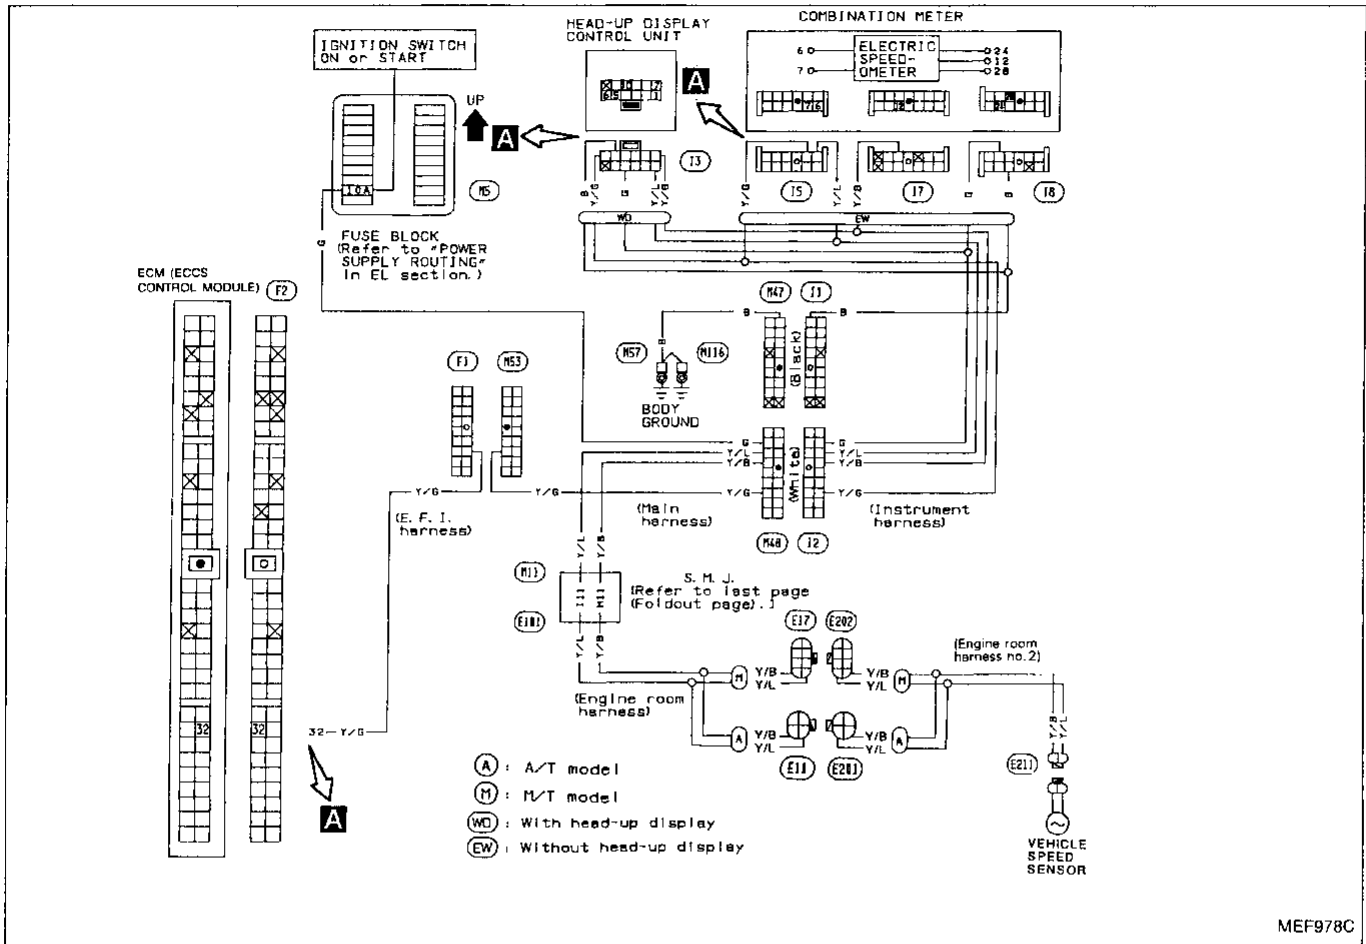 HEAD-UP DISPLAY
CONTROL UNIT
COMBINATION METER
IGNITION SWITCH
ON or START
ELECTRIC
SPEED-
OMETER
6
7
24
12
28
UP
A
A
10A
M5
I3
I5
I7
I8
B
Y/G
G
Y/L
Y/B
Y/G
Y/L
Y/B
G
B
WD
EW
G
FUSE BLOCK
(Refer to "POWER
SUPPLY ROUTING"
in EL section.)
ECM (ECCS
CONTROL MODULE)
F2
M47
I1
B
B
B
(Black)
M57
M116
F1
M53
BODY
GROUND
G
Y/L
Y/B
G
Y/L
Y/B
(White)
Y/G
Y/G
Y/G
Y/G
(E. F. I.
harness)
(Main
harness)
(Instrument
harness)
M48
I2
Y/L
Y/B
M11
S. M. J.
(Refer to last page
(Foldout page).)
E101
Y/L
Y/B
E17
E202
(Engine room
harness no.2)
M
Y/B
Y/L
Y/B
Y/L
M
(Engine room
harness)
32
32
32
Y/G
A
Y/B
Y/L
Y/B
Y/L
A
Y/B
Y/L
E11
E201
E211
A
A : A/T model
M : M/T model
WD : With head-up display
EW : Without head-up display
VEHICLE
SPEED
SENSOR
MEF978C